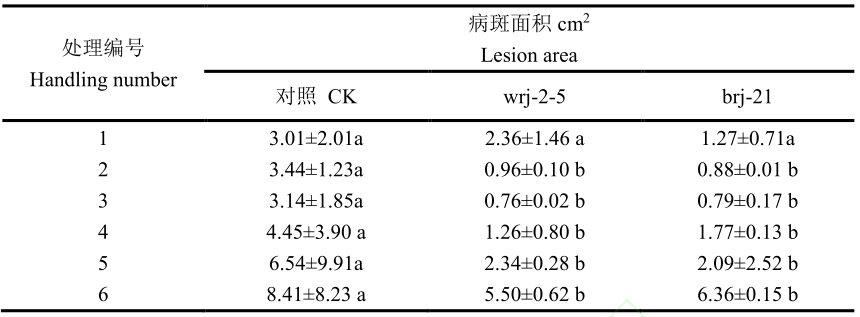 处理编号
Handling number
病斑面积 cm²
Lesion area
对照 CK wrj-2-5 brj-21
1 3.01±2.01a 2.36±1.46 a 1.27±0.71a
2 3.44±1.23a 0.96±0.10 b 0.88±0.01 b
3 3.14±1.85a 0.76±0.02 b 0.79±0.17 b
4 4.45±3.90 a 1.26±0.80 b 1.77±0.13 b
5 6.54±9.91a 2.34±0.28 b 2.09±2.52 b
6 8.41±8.23 a 5.50±0.62 b 6.36±0.15 b